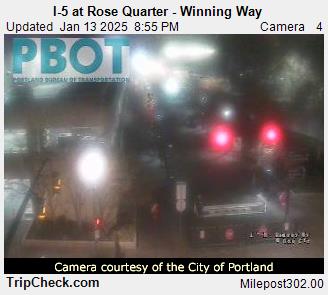 I-5 at Rose Quarter - Winning Way
Updated Jan 13 2025 8:55 PM Camera 4
PBOT
PORTLAND BUREAU OF TRANSPORTATION
Camera courtesy of the City of Portland
TripCheck.com Milepost302.00